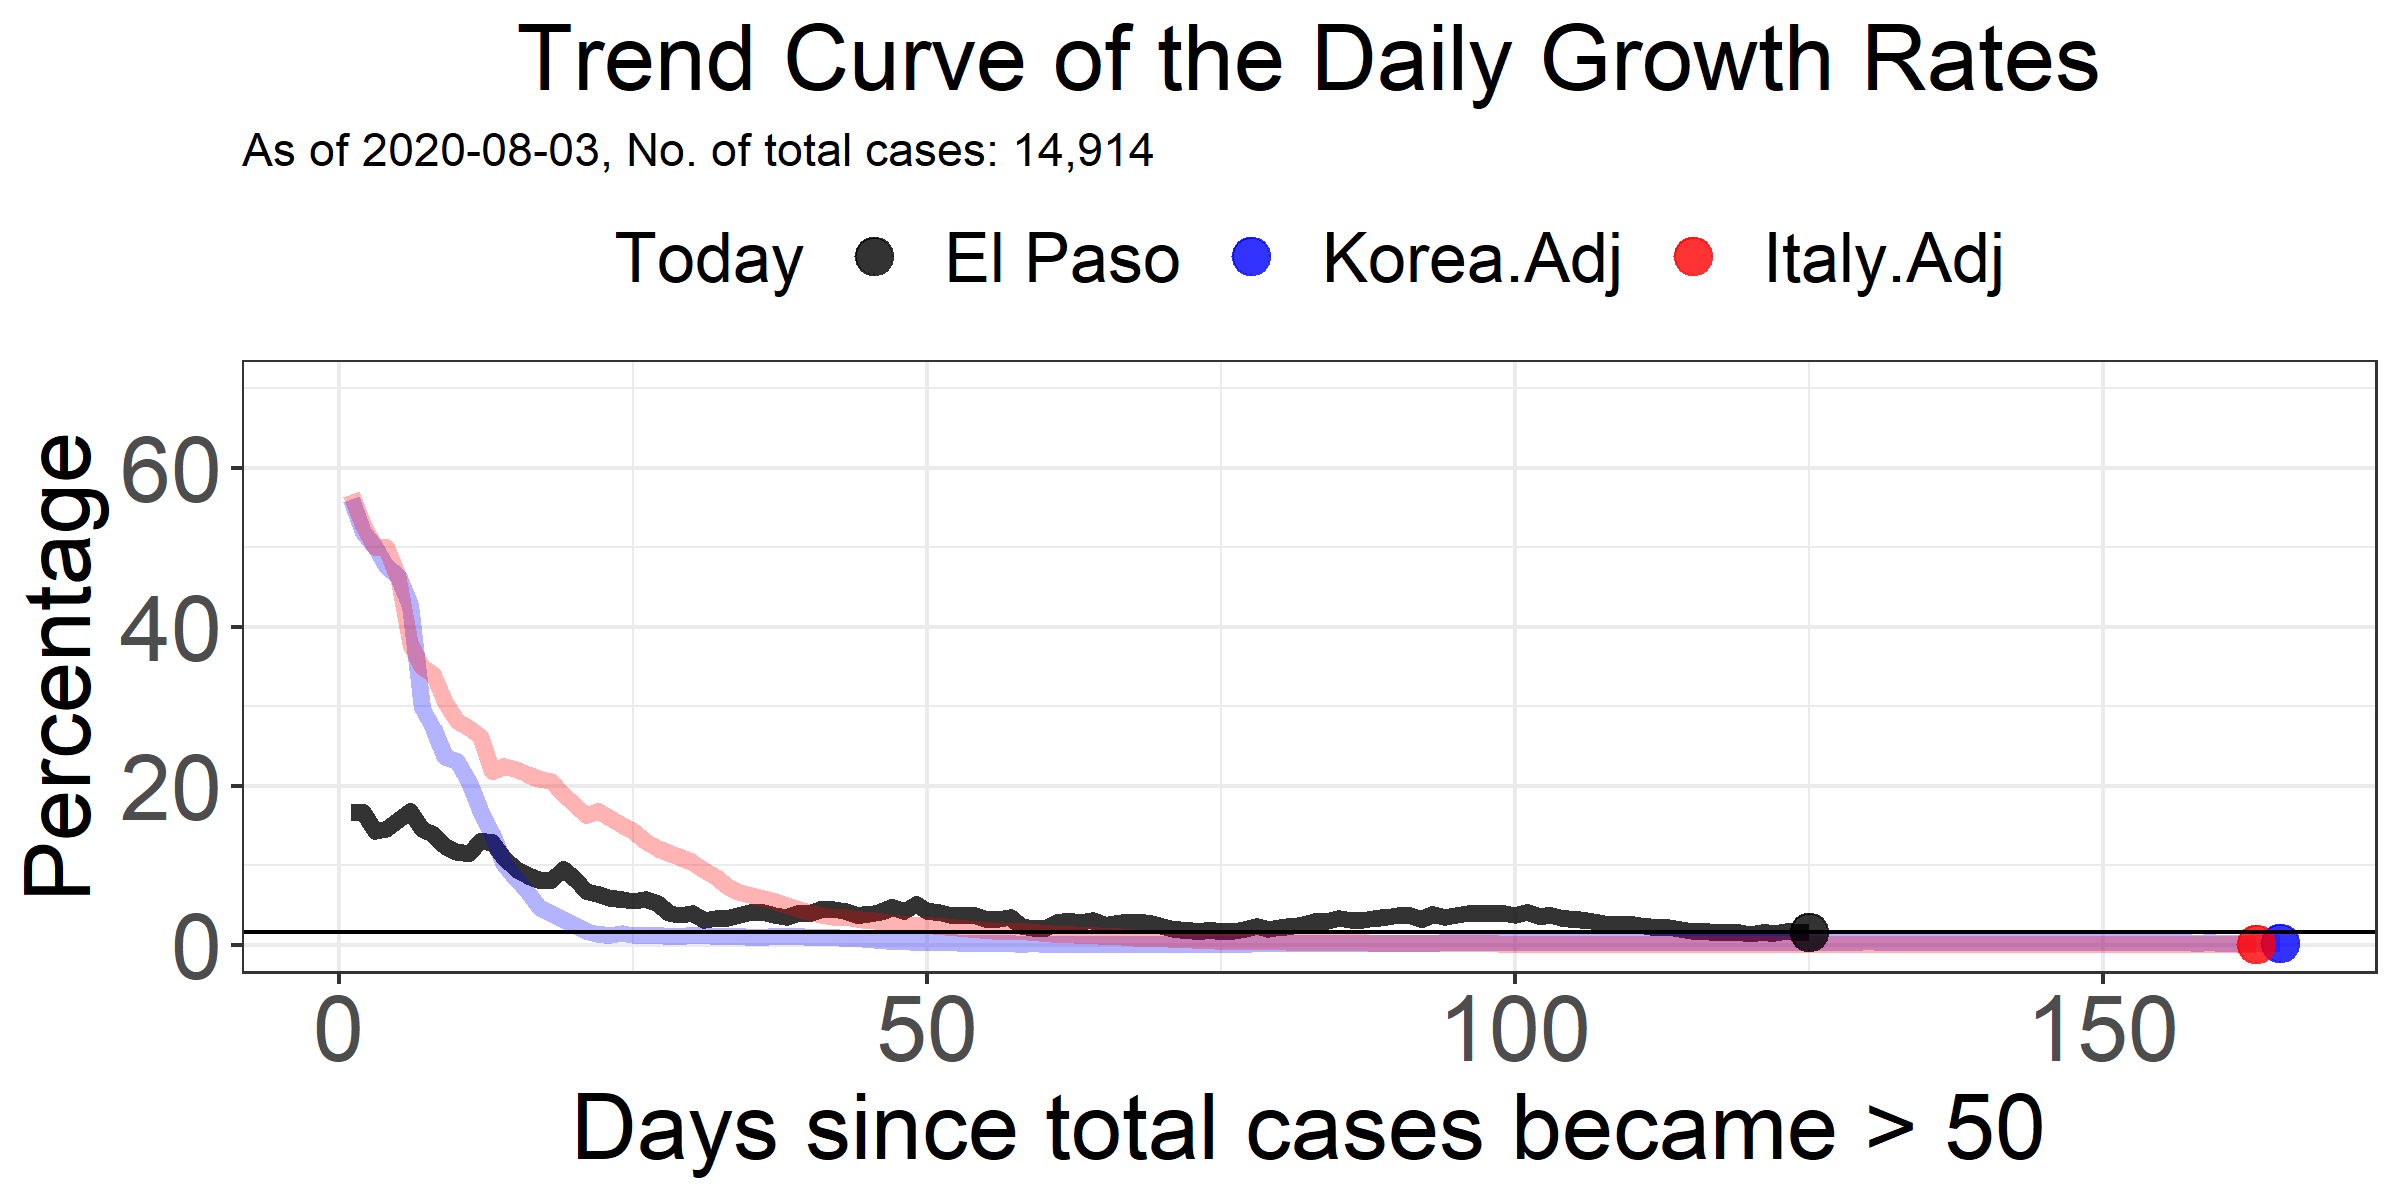 Trend Curve of the Daily Growth Rates
As of 2020-08-03, No. of total cases: 14,914
Today El Paso Korea.Adj Italy.Adj
Percentage
60
40
20
0
0 50 100 150
Days since total cases became > 50